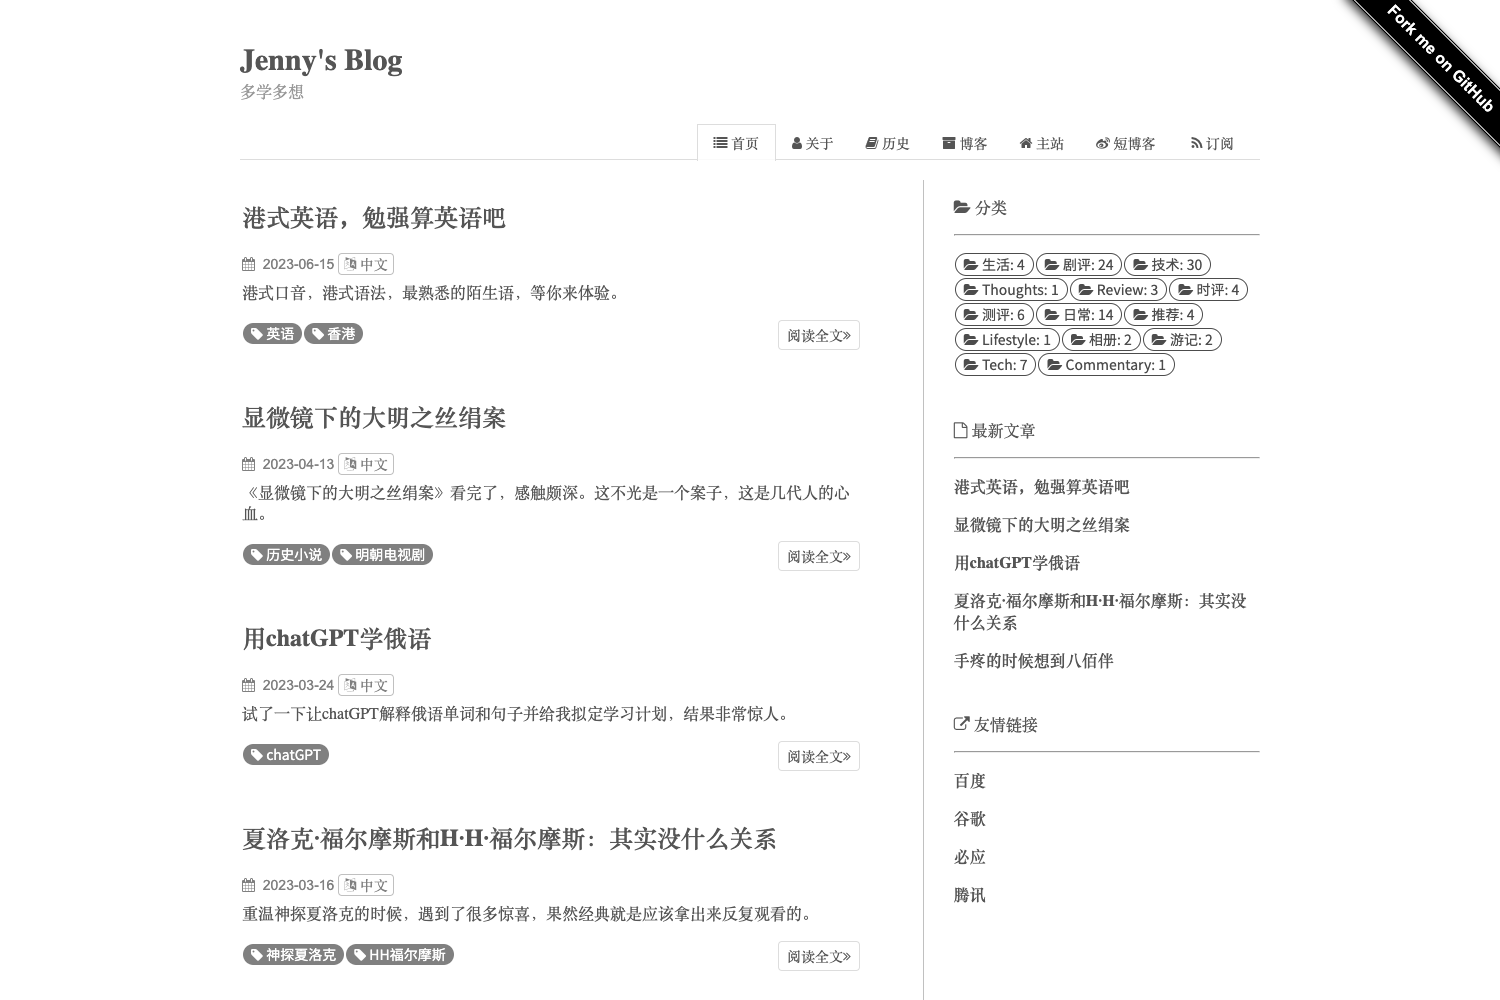 Fork me on GitHub
Jenny's Blog
多学多想
首页 关于 历史 博客 主站 短博客 订阅
港式英语，勉强算英语吧
2023-06-15 中文
港式口音，港式语法，最熟悉的陌生语，等你来体验。
英语 香港
阅读全文»
显微镜下的大明之丝绢案
2023-04-13 中文
《显微镜下的大明之丝绢案》看完了，感触颇深。这不光是一个案子，这是几代人的心
血。
历史小说 明朝电视剧
阅读全文»
用chatGPT学俄语
2023-03-24 中文
试了一下让chatGPT解释俄语单词和句子并给我拟定学习计划，结果非常惊人。
chatGPT
阅读全文»
夏洛克·福尔摩斯和H·H·福尔摩斯：其实没什么关系
2023-03-16 中文
重温神探夏洛克的时候，遇到了很多惊喜，果然经典就是应该拿出来反复观看的。
神探夏洛克 HH福尔摩斯
阅读全文»
分类
生活: 4 剧评: 24 技术: 30
Thoughts: 1 Review: 3 时评: 4
测评: 6 日常: 14 推荐: 4
Lifestyle: 1 相册: 2 游记: 2
Tech: 7 Commentary: 1
最新文章
港式英语，勉强算英语吧
显微镜下的大明之丝绢案
用chatGPT学俄语
夏洛克·福尔摩斯和H·H·福尔摩斯：其实没
什么关系
手疼的时候想到八佰伴
友情链接
百度
谷歌
必应
腾讯